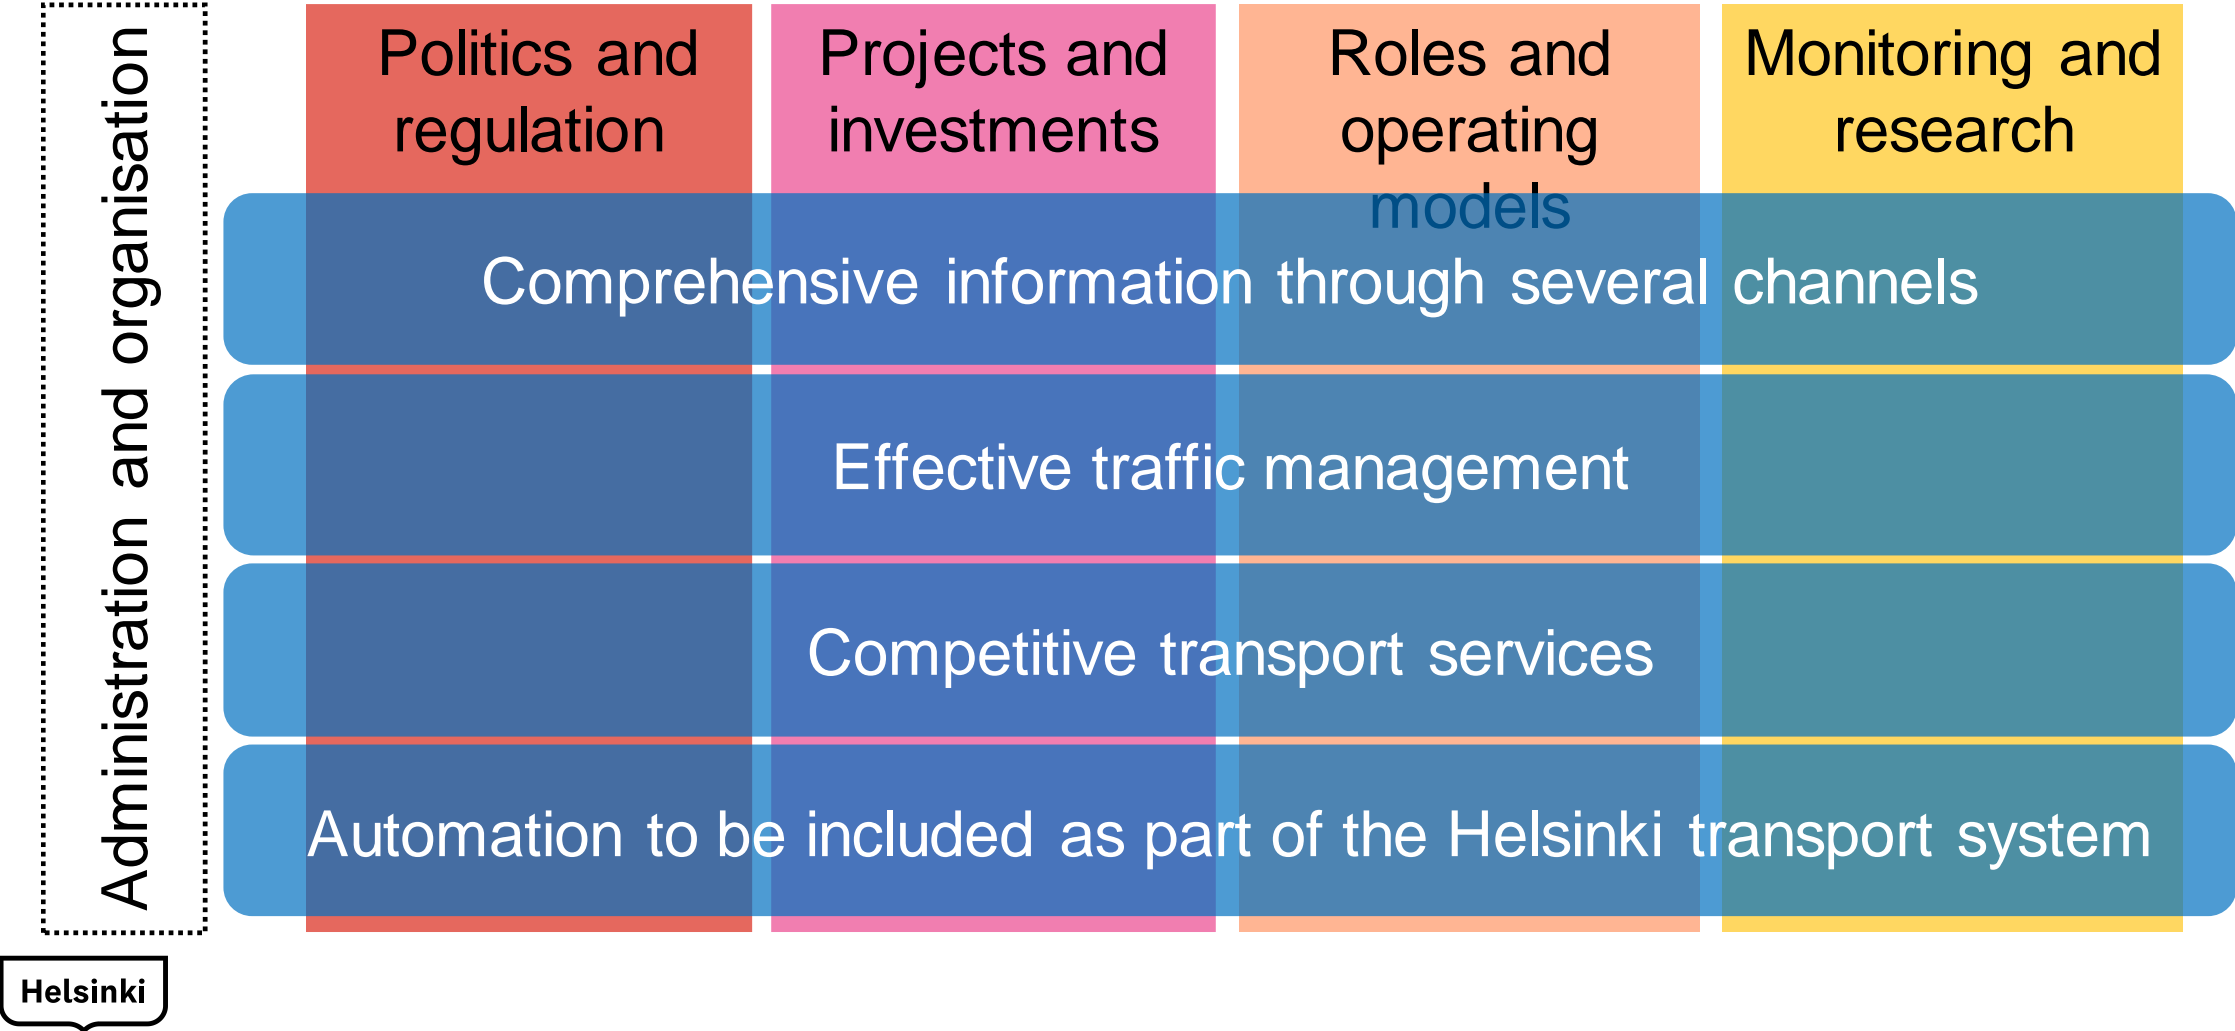 Administration and organisation
Politics and
regulation
Projects and
investments
Roles and
operating
models
Monitoring and
research
Comprehensive information through several channels
Effective traffic management
Competitive transport services
Automation to be included as part of the Helsinki transport system
Helsinki